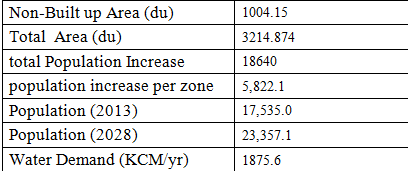 Non-Built up Area (du) 1004.15
Total Area (du) 3214.874
total Population Increase 18640
population increase per zone 5,822.1
Population (2013) 17,535.0
Population (2028) 23,357.1
Water Demand (KCM/yr) 1875.6